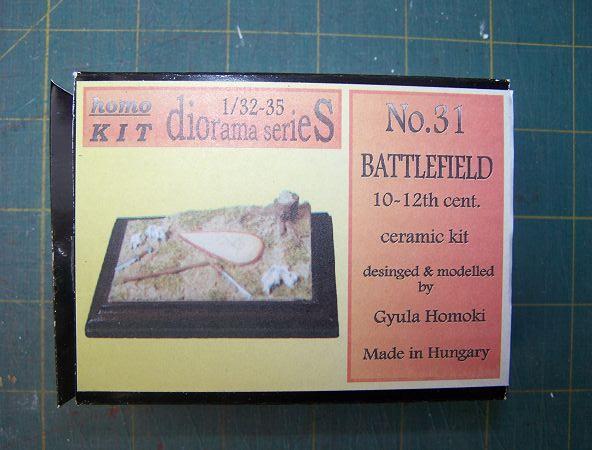 homo
KIT
1/32-35
diorama serieS
No.31
BATTLEFIELD
10-12th cent.
ceramic kit
desinged & modelled
by
Gyula Homoki
Made in Hungary